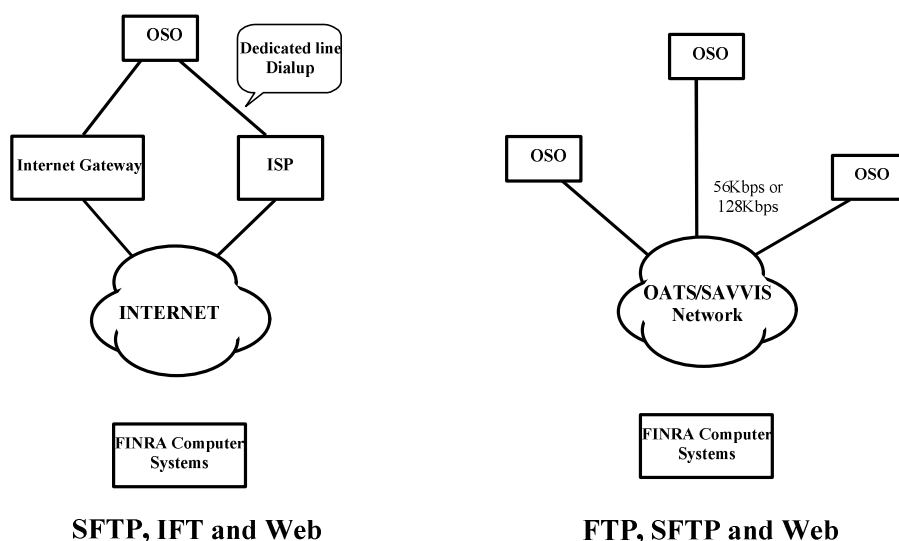 OSO
Dedicated line
Dialup
Internet Gateway
ISP
INTERNET
FINRA Computer
Systems
SFTP, IFT and Web
OSO
OSO
OSO
56Kbps or
128Kbps
OATS/SAVVIS
Network
FINRA Computer
Systems
FTP, SFTP and Web